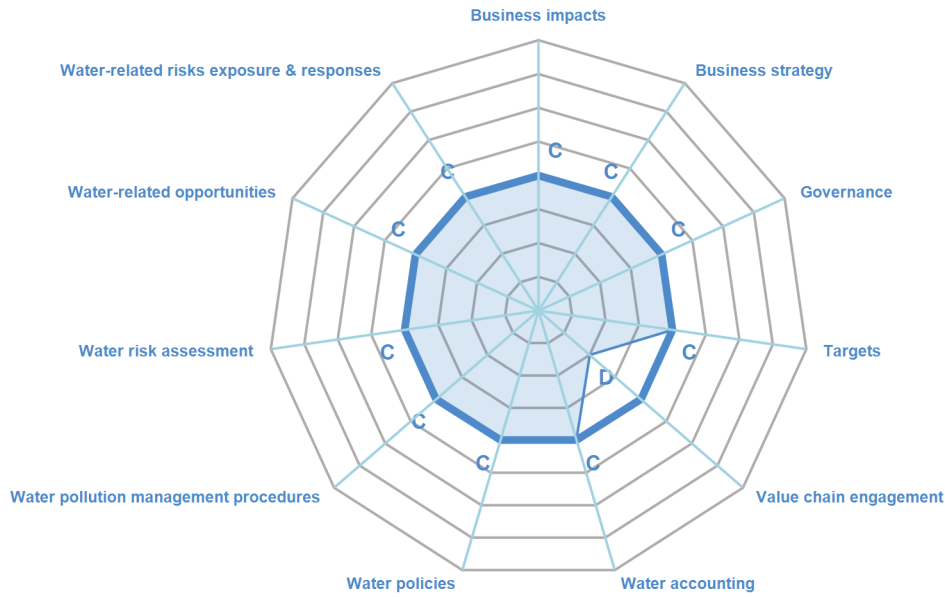 Business impacts
Water-related risks exposure & responses
Business strategy
C
C
C
Water-related opportunities
Governance
C
C
Water risk assessment
C
C
Targets
D
C
C
C
Water pollution management procedures
Value chain engagement
Water policies
Water accounting